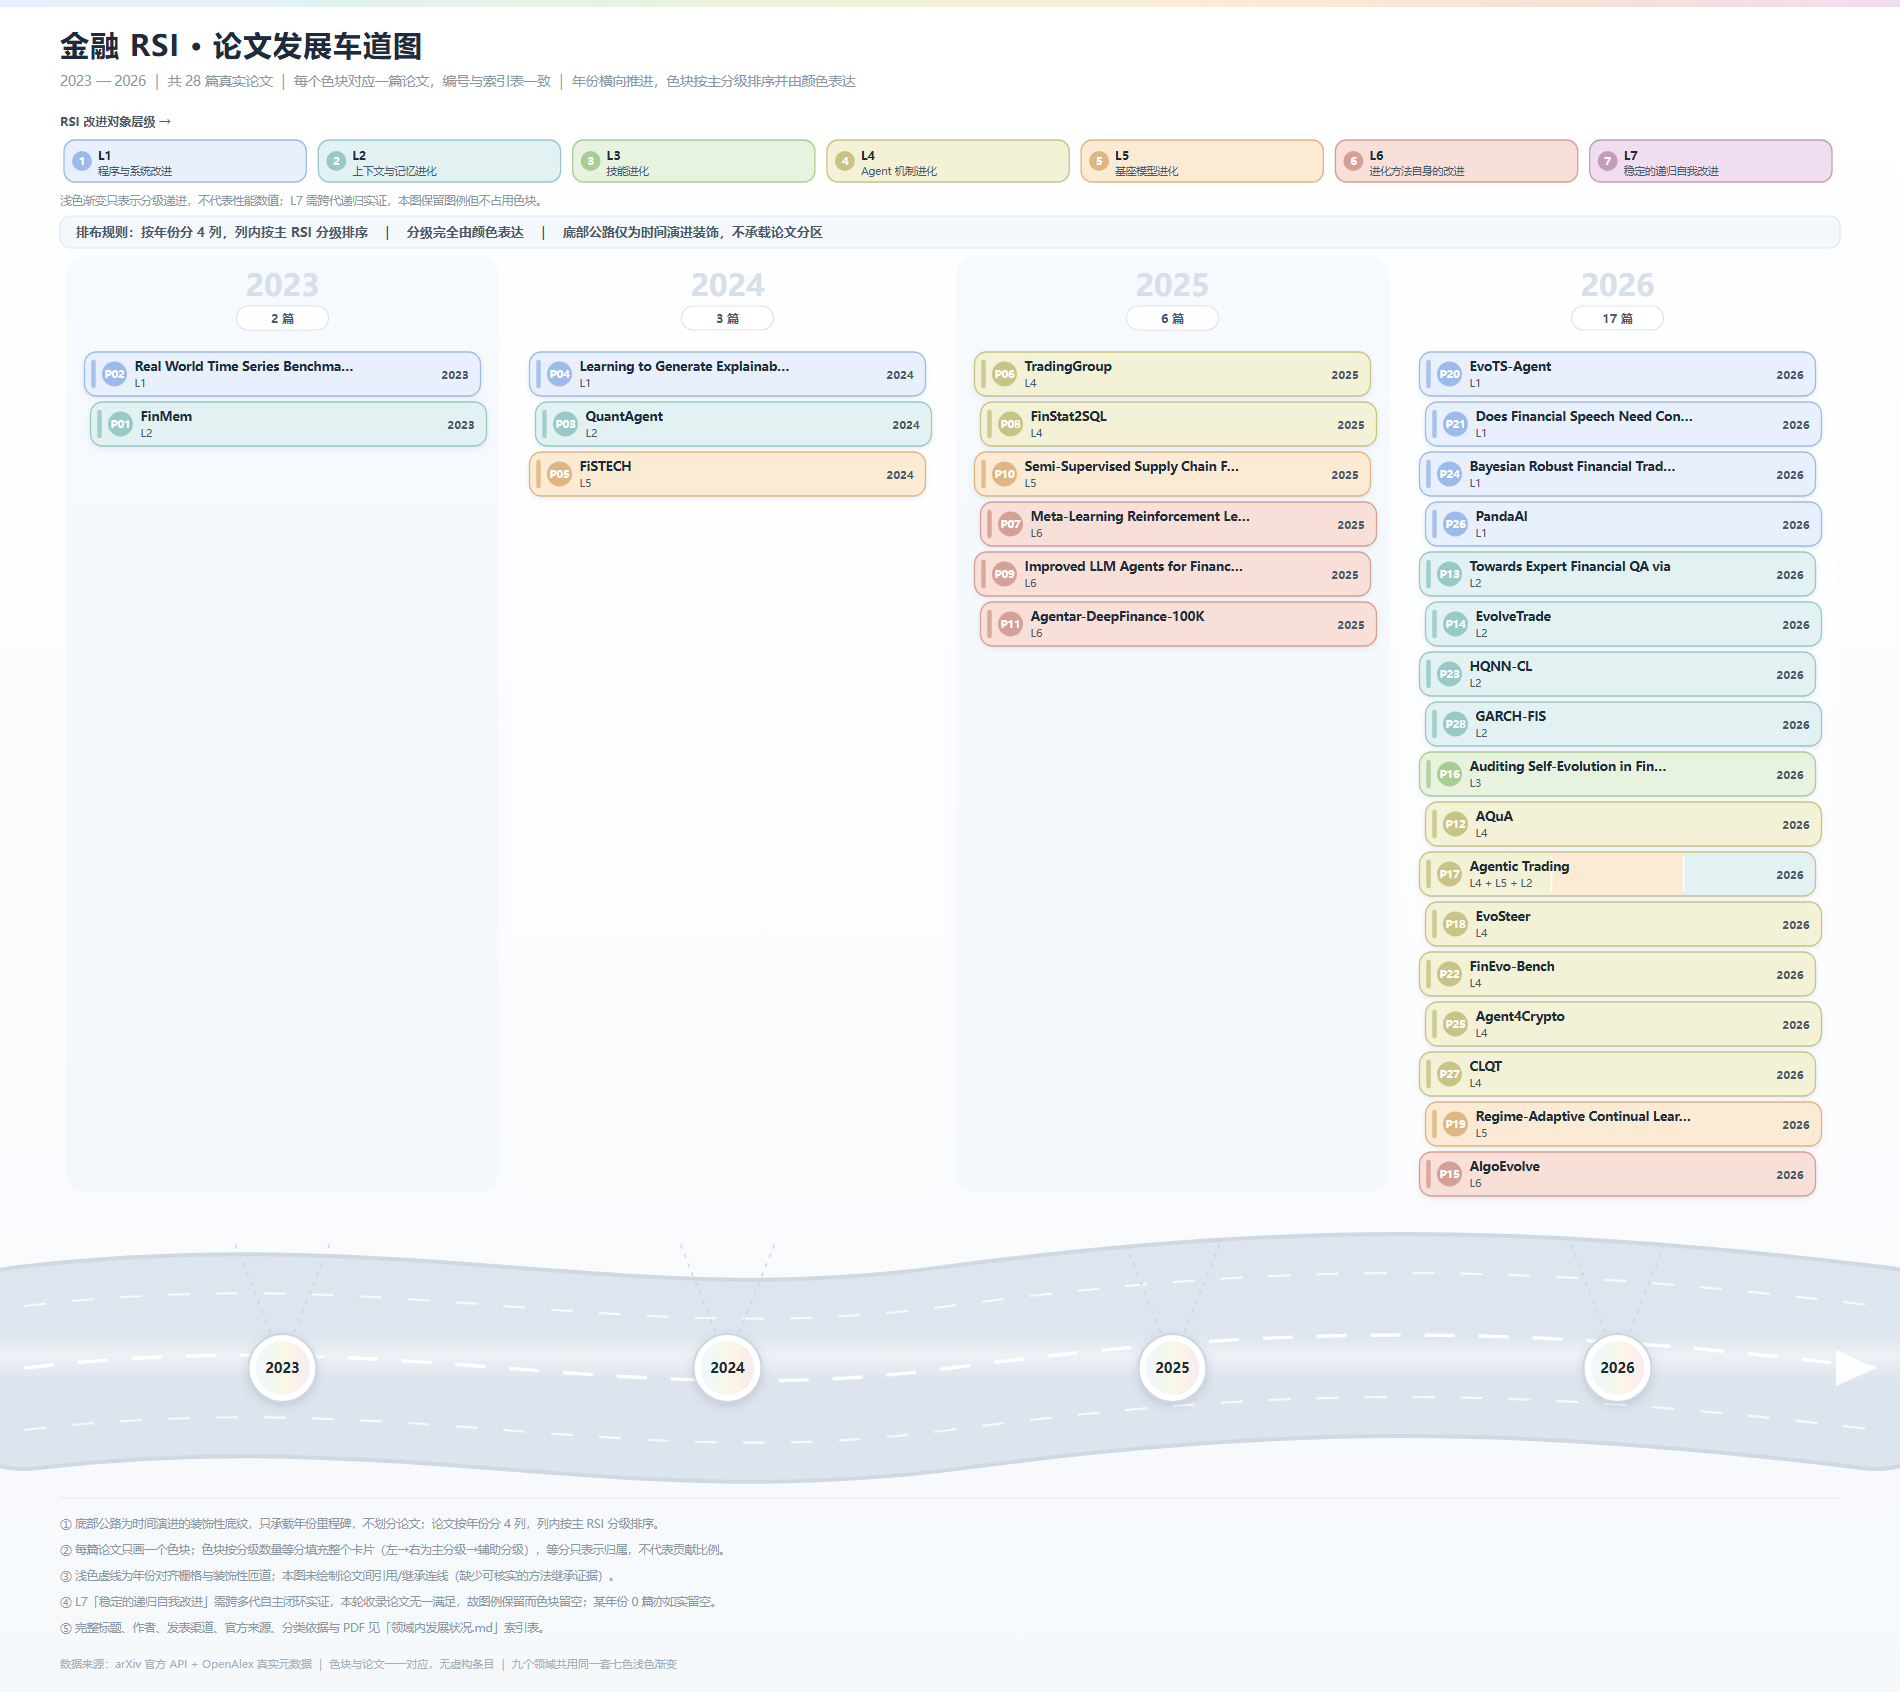 金融 RSI • 论文发展车道图
2023 — 2026 | 共 28 篇真实论文 | 每个色块对应一篇论文，编号与索引表一致 | 年份横向推进，色块按主分级排序并由颜色表达
RSI 改进对象层级 →
1 L1
程序与系统改进
2 L2
上下文与记忆进化
3 L3
技能进化
4 L4
Agent 机制进化
5 L5
基座模型进化
6 L6
进化方法自身的改进
7 L7
稳定的递归自我改进
浅色渐变只表示分级递进，不代表性能数值；L7 需跨代递归实证，本图保留图例但不占用色块。
排布规则：按年份分 4 列，列内按主 RSI 分级排序 | 分级完全由颜色表达 | 底部公路仅为时间演进装饰，不承载论文分区
2023
2 篇
P02 Real World Time Series Benchma... 2023
L1
P01 FinMem 2023
L2
2024
3 篇
P04 Learning to Generate Explainab... 2024
L1
P03 QuantAgent 2024
L2
P05 FiSTECH 2024
L5
2025
6 篇
P06 TradingGroup 2025
L4
P08 FinStat2SQL 2025
L4
P10 Semi-Supervised Supply Chain F... 2025
L5
P07 Meta-Learning Reinforcement Le... 2025
L6
P09 Improved LLM Agents for Financ... 2025
L6
P11 Agentar-DeepFinance-100K 2025
L6
2026
17 篇
P20 EvoTS-Agent 2026
L1
P21 Does Financial Speech Need Con... 2026
L1
P24 Bayesian Robust Financial Trad... 2026
L1
P26 PandaAI 2026
L1
P13 Towards Expert Financial QA via 2026
L2
P14 EvolveTrade 2026
L2
P23 HQNN-CL 2026
L2
P28 GARCH-FIS 2026
L2
P16 Auditing Self-Evolution in Fin... 2026
L3
P12 AQuA 2026
L4
P17 Agentic Trading 2026
L4 + L5 + L2
P18 EvoSteer 2026
L4
P22 FinEvo-Bench 2026
L4
P25 Agent4Crypto 2026
L4
P27 CLQT 2026
L4
P19 Regime-Adaptive Continual Lear... 2026
L5
P15 AlgoEvolve 2026
L6
2023
2024
2025
2026
① 底部公路为时间演进的装饰性底纹，只承载年份里程碑，不划分论文；论文按年份分 4 列，列内按主 RSI 分级排序。
② 每篇论文只画一个色块；色块按分级数量等分填充整个卡片（左→右为主分级→辅助分级），等分只表示归属，不代表贡献比例。
③ 浅色虚线为年份对齐栅格与装饰性匝道；本图未绘制论文间引用/继承连线（缺少可核实的方法继承证据）。
④ L7「稳定的递归自我改进」需跨多代自主闭环实证，本轮收录论文无一满足，故图例保留而色块留空；某年份 0 篇亦如实留空。
⑤ 完整标题、作者、发表渠道、官方来源、分类依据与 PDF 见「领域内发展状况.md」索引表。
数据来源：arXiv 官方 API + OpenAlex 真实元数据 | 色块与论文一一对应，无虚构条目 | 九个领域共用同一套七色浅色渐变